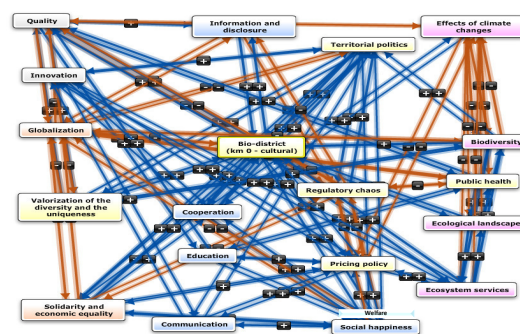 Quality
Information and
disclosure
Effects of climate
changes
Territorial politics
Innovation
Globalization
Bio-district
(km 0 - cultural)
Biodiversity
Public health
Regulatory chaos
Valorization of the
diversity and the
uniqueness
Cooperation
Ecological landscape
Education
Pricing policy
Ecosystem services
Solidarity and
economic equality
Welfare
Communication
Social happiness